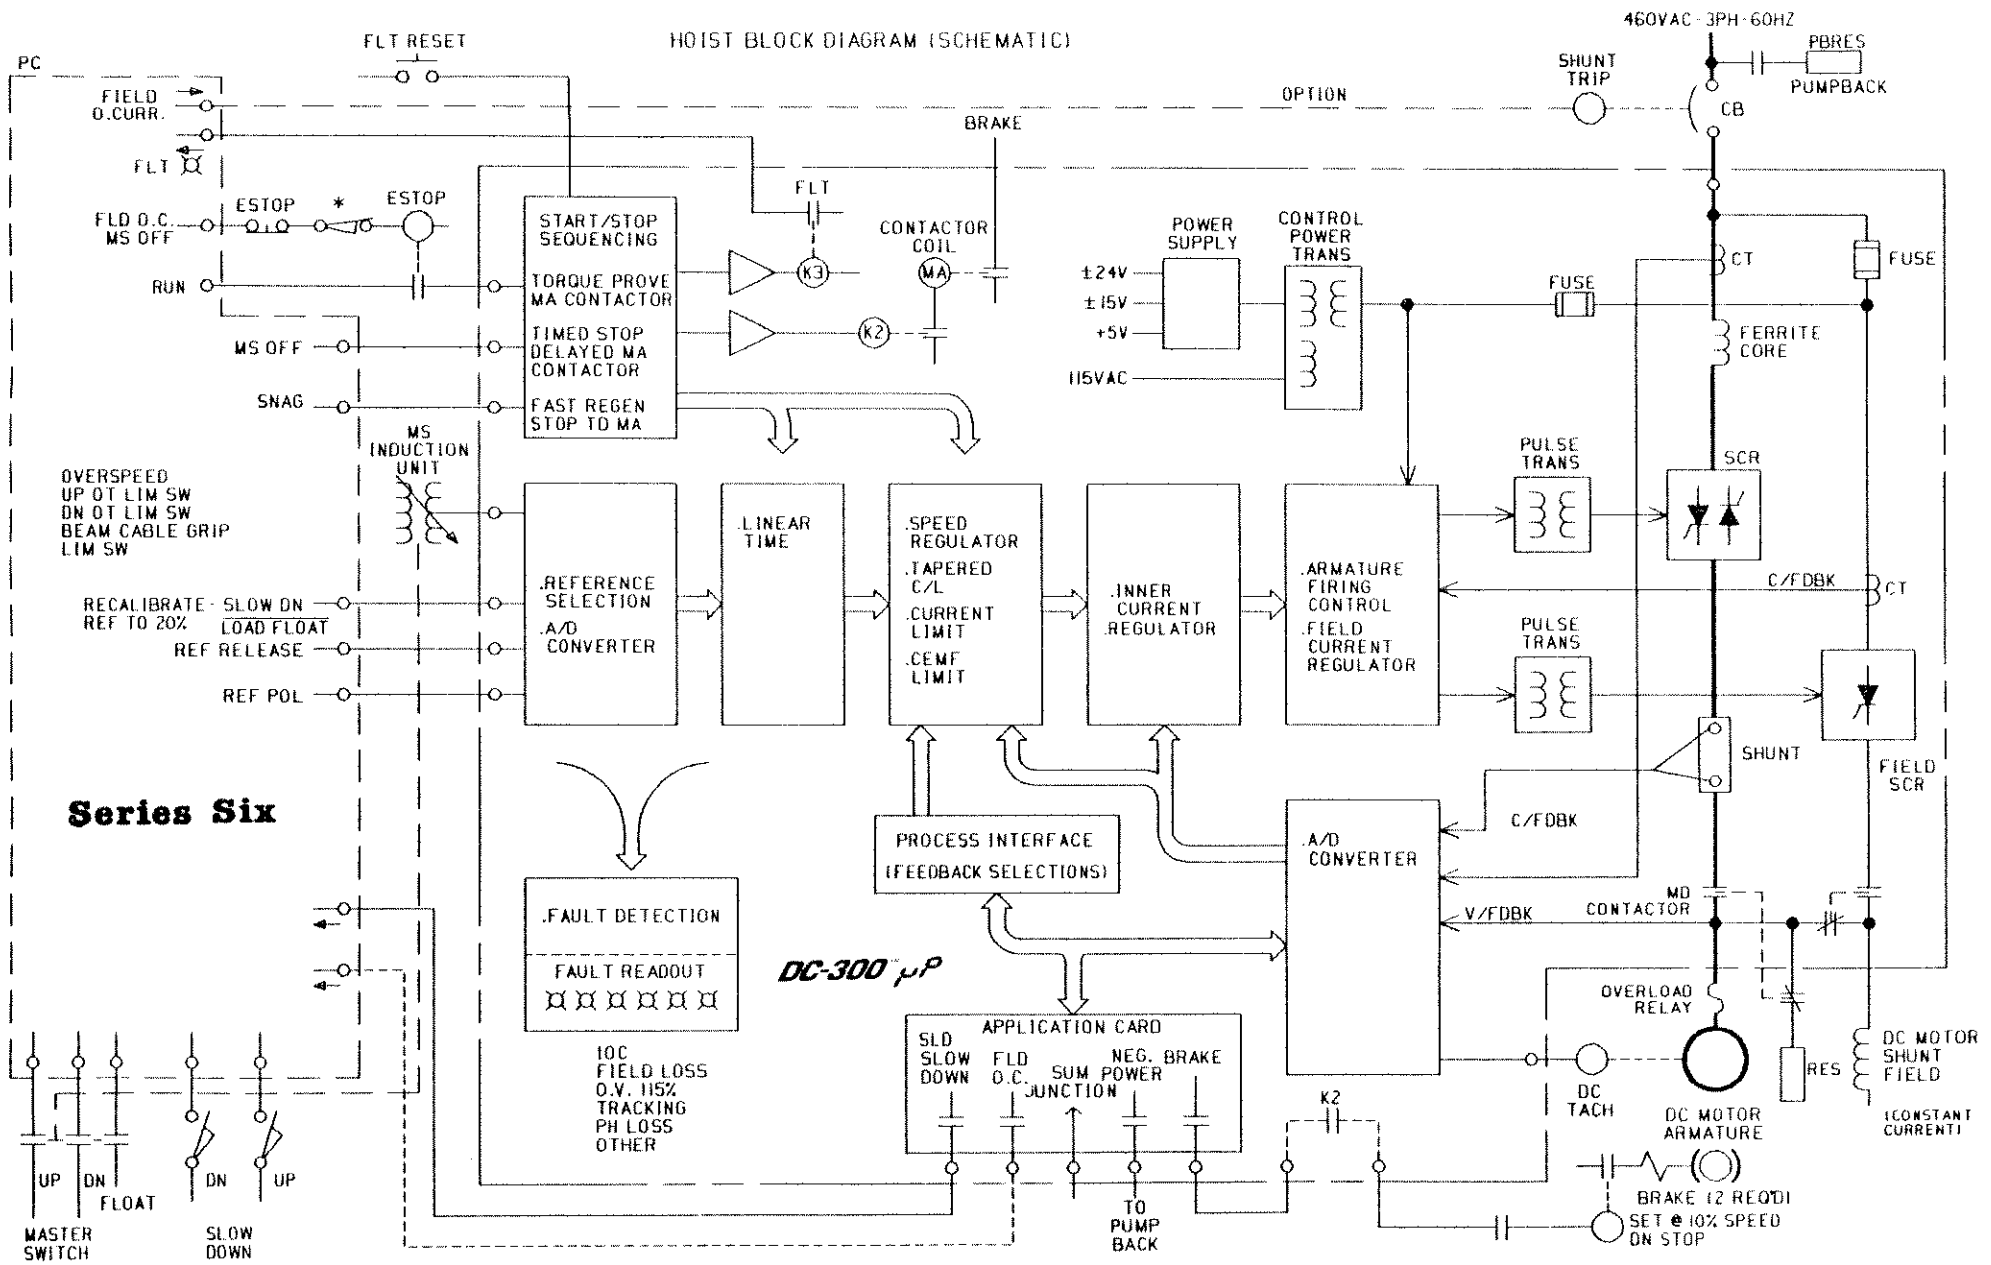 HOIST BLOCK DIAGRAM (SCHEMATIC)
460VAC-3PH-60HZ
PC
FLT RESET
FIELD
O.CURR.
OPTION
SHUNT
TRIP
PBRES
PUMPBACK
CB
FLT
BRAKE
FLD O.C.
MS OFF
ESTOP
*
ESTOP
RUN
START/STOP
SEQUENCING
TORQUE PROVE
MA CONTACTOR
TIMED STOP
DELAYED MA
CONTACTOR
FAST REGEN
STOP TO MA
FLT
K3
K2
CONTACTOR
COIL
MA
POWER
SUPPLY
±24V
±15V
+5V
115VAC
CONTROL
POWER
TRANS
FUSE
CT
FUSE
FERRITE
CORE
MS OFF
SNAG
MS
INDUCTION
UNIT
OVERSPEED
UP OT LIM SW
DN OT LIM SW
BEAM CABLE GRIP
LIM SW
RECALIBRATE - SLOW DN
REF TO 20% LOAD FLOAT
REF RELEASE
REF POL
.REFERENCE
SELECTION
.A/D
CONVERTER
.LINEAR
TIME
.SPEED
REGULATOR
.TAPERED
C/L
.CURRENT
LIMIT
.CEMF
LIMIT
.INNER
CURRENT
.REGULATOR
.ARMATURE
FIRING
CONTROL
.FIELD
CURRENT
REGULATOR
PULSE
TRANS
SCR
C/FDBK
CT
PULSE
TRANS
SHUNT
FIELD
SCR
Series Six
PROCESS INTERFACE
(FEEDBACK SELECTIONS)
.A/D
CONVERTER
C/FDBK
V/FDBK
MD
CONTACTOR
.FAULT DETECTION
FAULT READOUT
DC-300 µP
IOC
FIELD LOSS
O.V. 115%
TRACKING
PH LOSS
OTHER
APPLICATION CARD
SLD
SLOW
DOWN
FLD
O.C.
SUM
JUNCTION
NEG.
POWER
BRAKE
TO
PUMP
BACK
K2
OVERLOAD
RELAY
DC
TACH
DC MOTOR
ARMATURE
RES
DC MOTOR
SHUNT
FIELD
(CONSTANT
CURRENT)
BRAKE (2 REQ'D)
SET @ 10% SPEED
ON STOP
UP
DN
FLOAT
MASTER
SWITCH
DN
UP
SLOW
DOWN